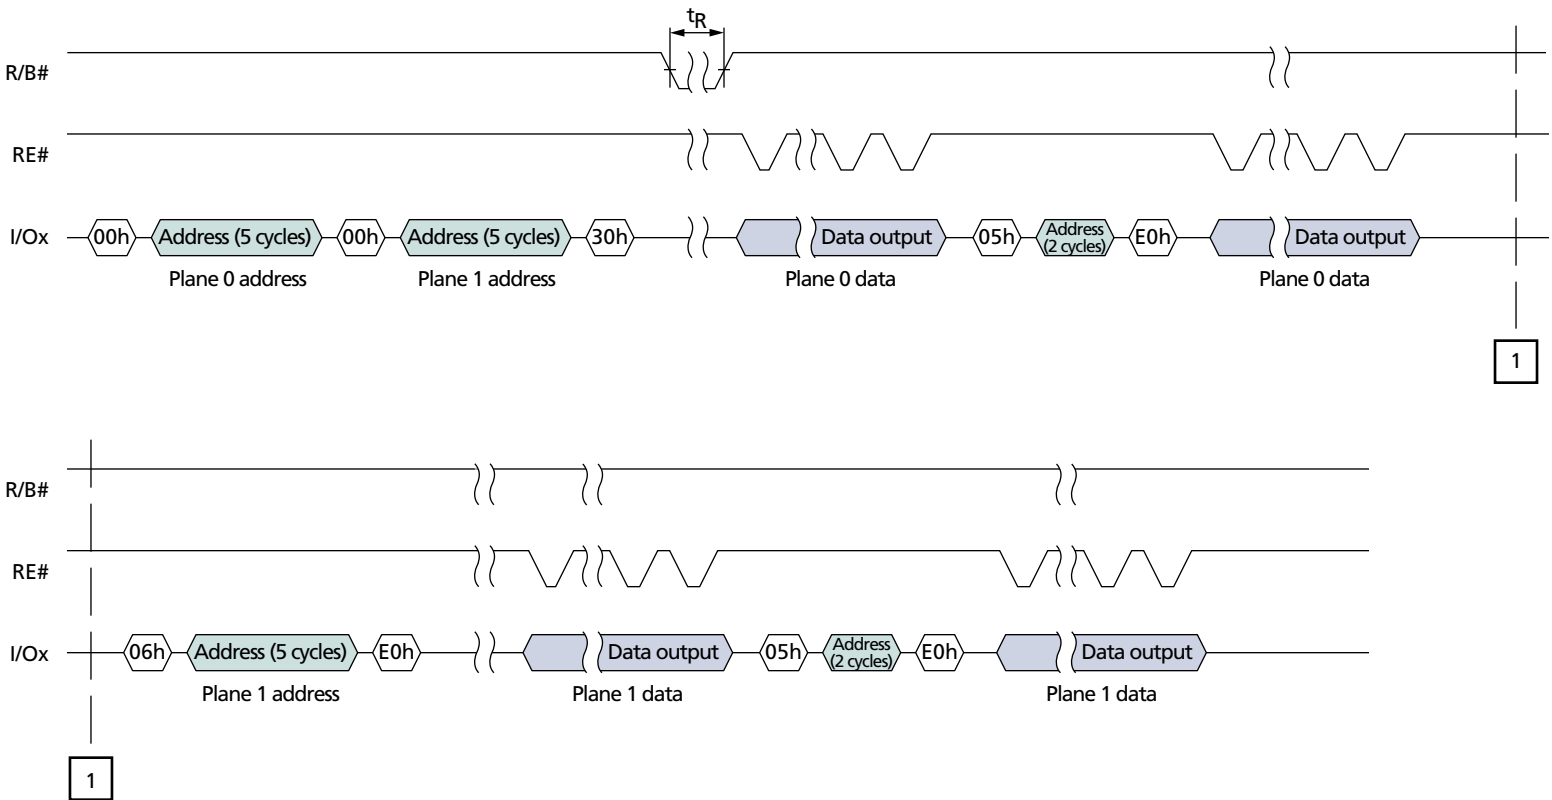 tR
R/B#
RE#
I/Ox 00h Address (5 cycles) 00h Address (5 cycles) 30h Data output 05h Address (2 cycles) E0h Data output
Plane 0 address Plane 1 address Plane 0 data Plane 0 data
1
R/B#
RE#
I/Ox 06h Address (5 cycles) E0h Data output 05h Address (2 cycles) E0h Data output
Plane 1 address Plane 1 data Plane 1 data
1